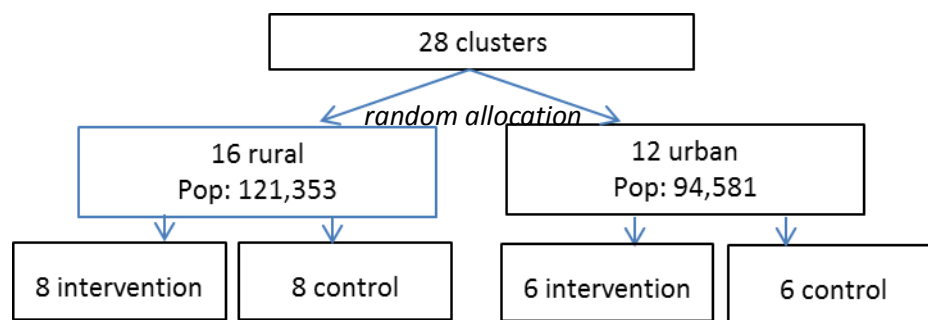 28 clusters
random allocation
16 rural
Pop: 121,353
12 urban
Pop: 94,581
8 intervention
8 control
6 intervention
6 control